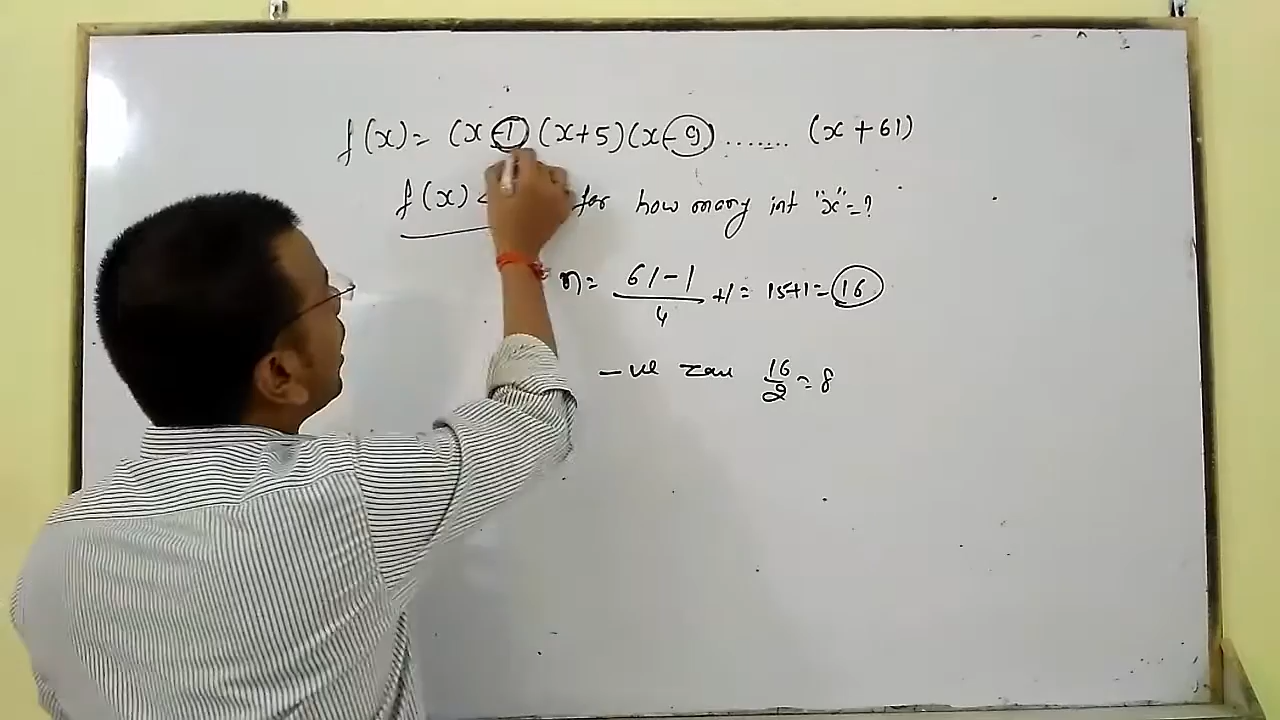 f(x) = (x-1)(x+5)(x-9) ....... (x+61)
f(x) < for how many int "x" = ?
n = 61-1/4 +1 = 15+1 = 16
-ve 16/2 = 8